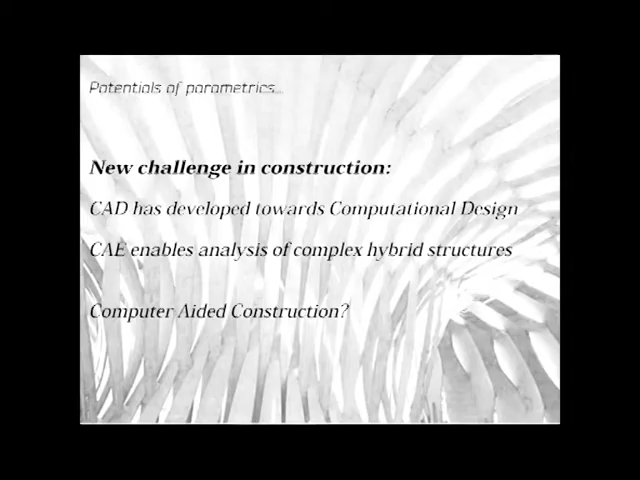 Potentials of parametrics...
New challenge in construction:
CAD has developed towards Computational Design
CAE enables analysis of complex hybrid structures
Computer Aided Construction?